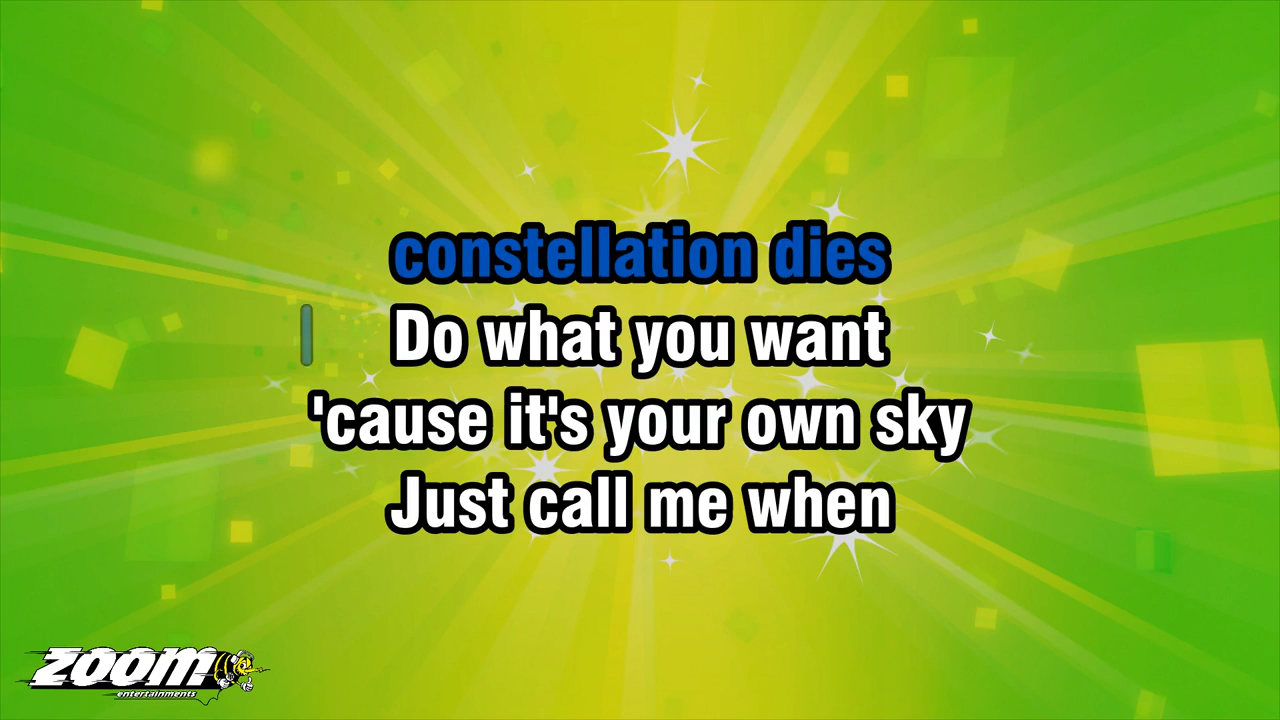 constellation dies
Do what you want
'cause it's your own sky
Just call me when
ZOOM
entertainments